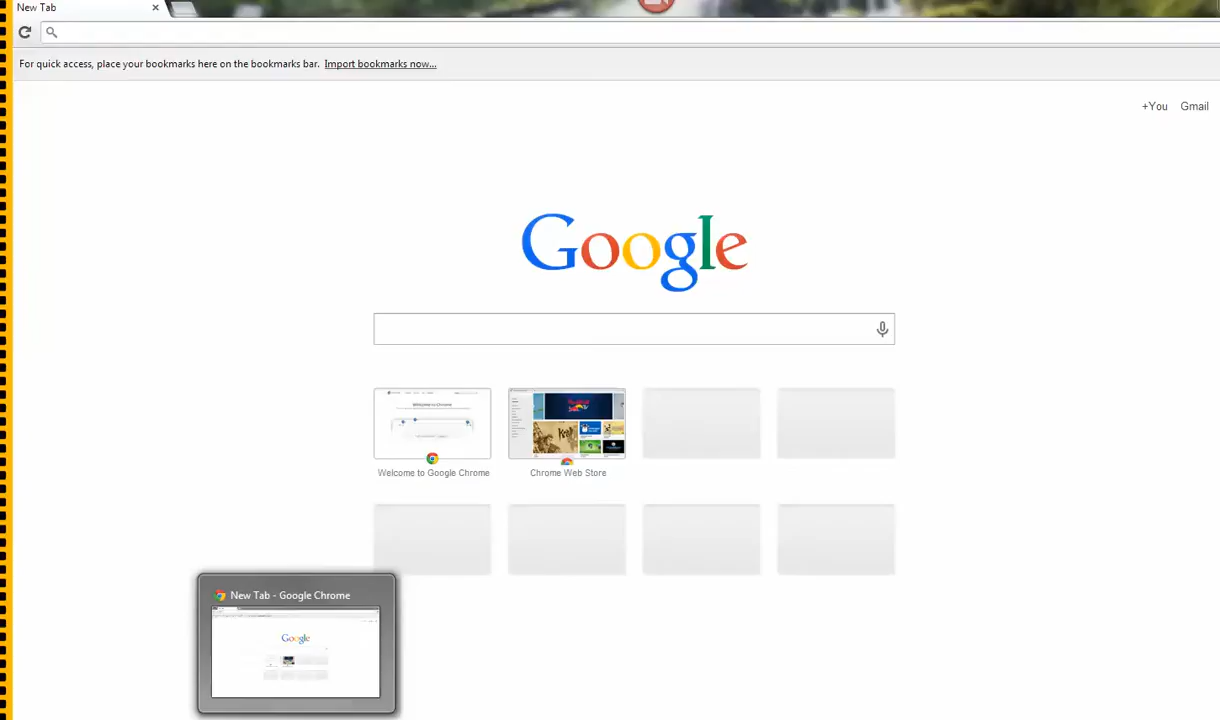 New Tab
For quick access, place your bookmarks here on the bookmarks bar. Import bookmarks now...
+You Gmail
Google
Welcome to Google Chrome
Chrome Web Store
New Tab - Google Chrome
Google